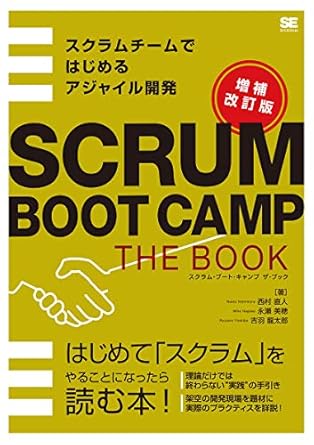 SE
SHOEISHA
スクラムチームで
はじめる
アジャイル開発
増補
改訂版
SCRUM
BOOT CAMP
THE BOOK
スクラム・ブート・キャンプ ザ・ブック
[著]
西村 直人
永瀬 美穂
吉羽 龍太郎
はじめて「スクラム」を
やることになったら
読む本!
理論だけでは
終わらない“実践”の手引き
架空の開発現場を題材に
実際のプラクティスを詳説!